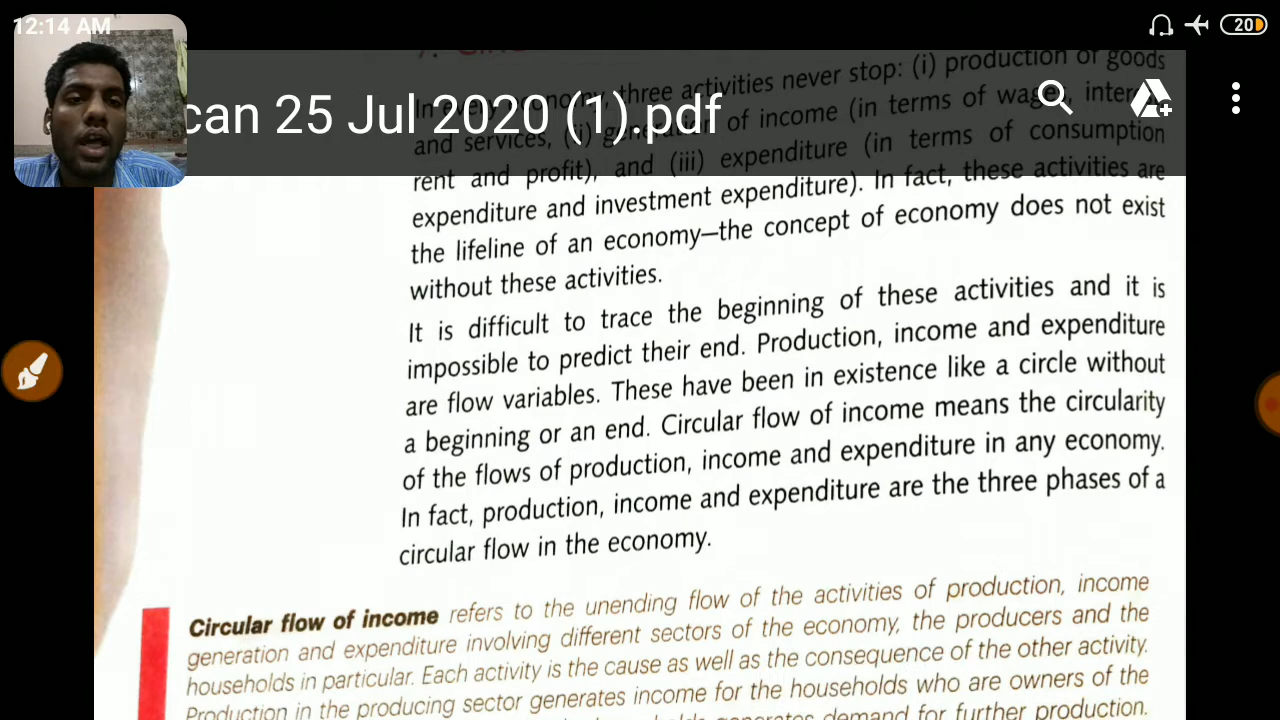 12:14 AM
20
can 25 Jul 2020 (1).pdf
In every economy, three activities never stop: (i) production of goods
and services, (ii) generation of income (in terms of wages, interest
rent and profit), and (iii) expenditure (in terms of consumption
expenditure and investment expenditure). In fact, these activities are
the lifeline of an economy—the concept of economy does not exist
without these activities.
It is difficult to trace the beginning of these activities and it is
impossible to predict their end. Production, income and expenditure
are flow variables. These have been in existence like a circle without
a beginning or an end. Circular flow of income means the circularity
of the flows of production, income and expenditure in any economy.
In fact, production, income and expenditure are the three phases of a
circular flow in the economy.
Circular flow of income refers to the unending flow of the activities of production, income
generation and expenditure involving different sectors of the economy, the producers and the
households in particular. Each activity is the cause as well as the consequence of the other activity.
Production in the producing sector generates income for the households who are owners of the
generates demand for further production.